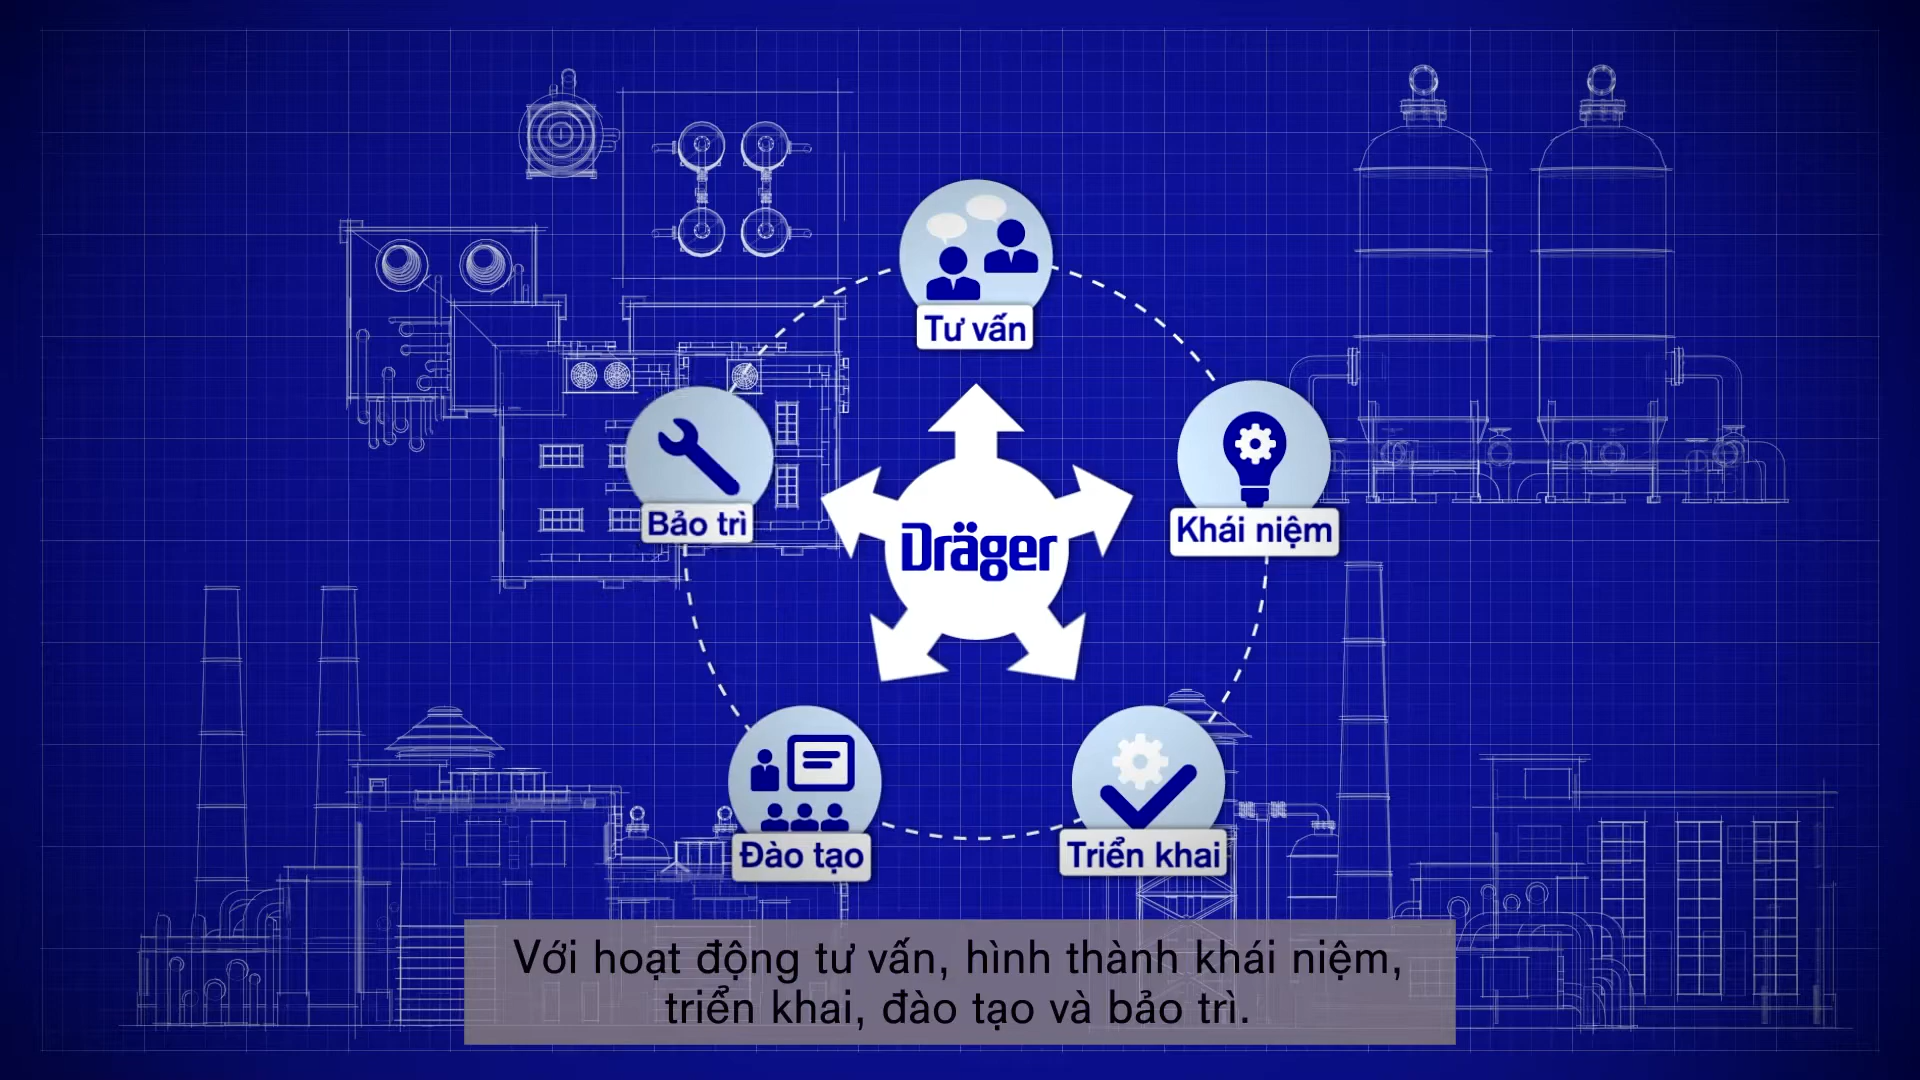 Tư vấn
Bảo trì
Khái niệm
Dräger
Đào tạo
Triển khai
Với hoạt động tư vấn, hình thành khái niệm,
triển khai, đào tạo và bảo trì.